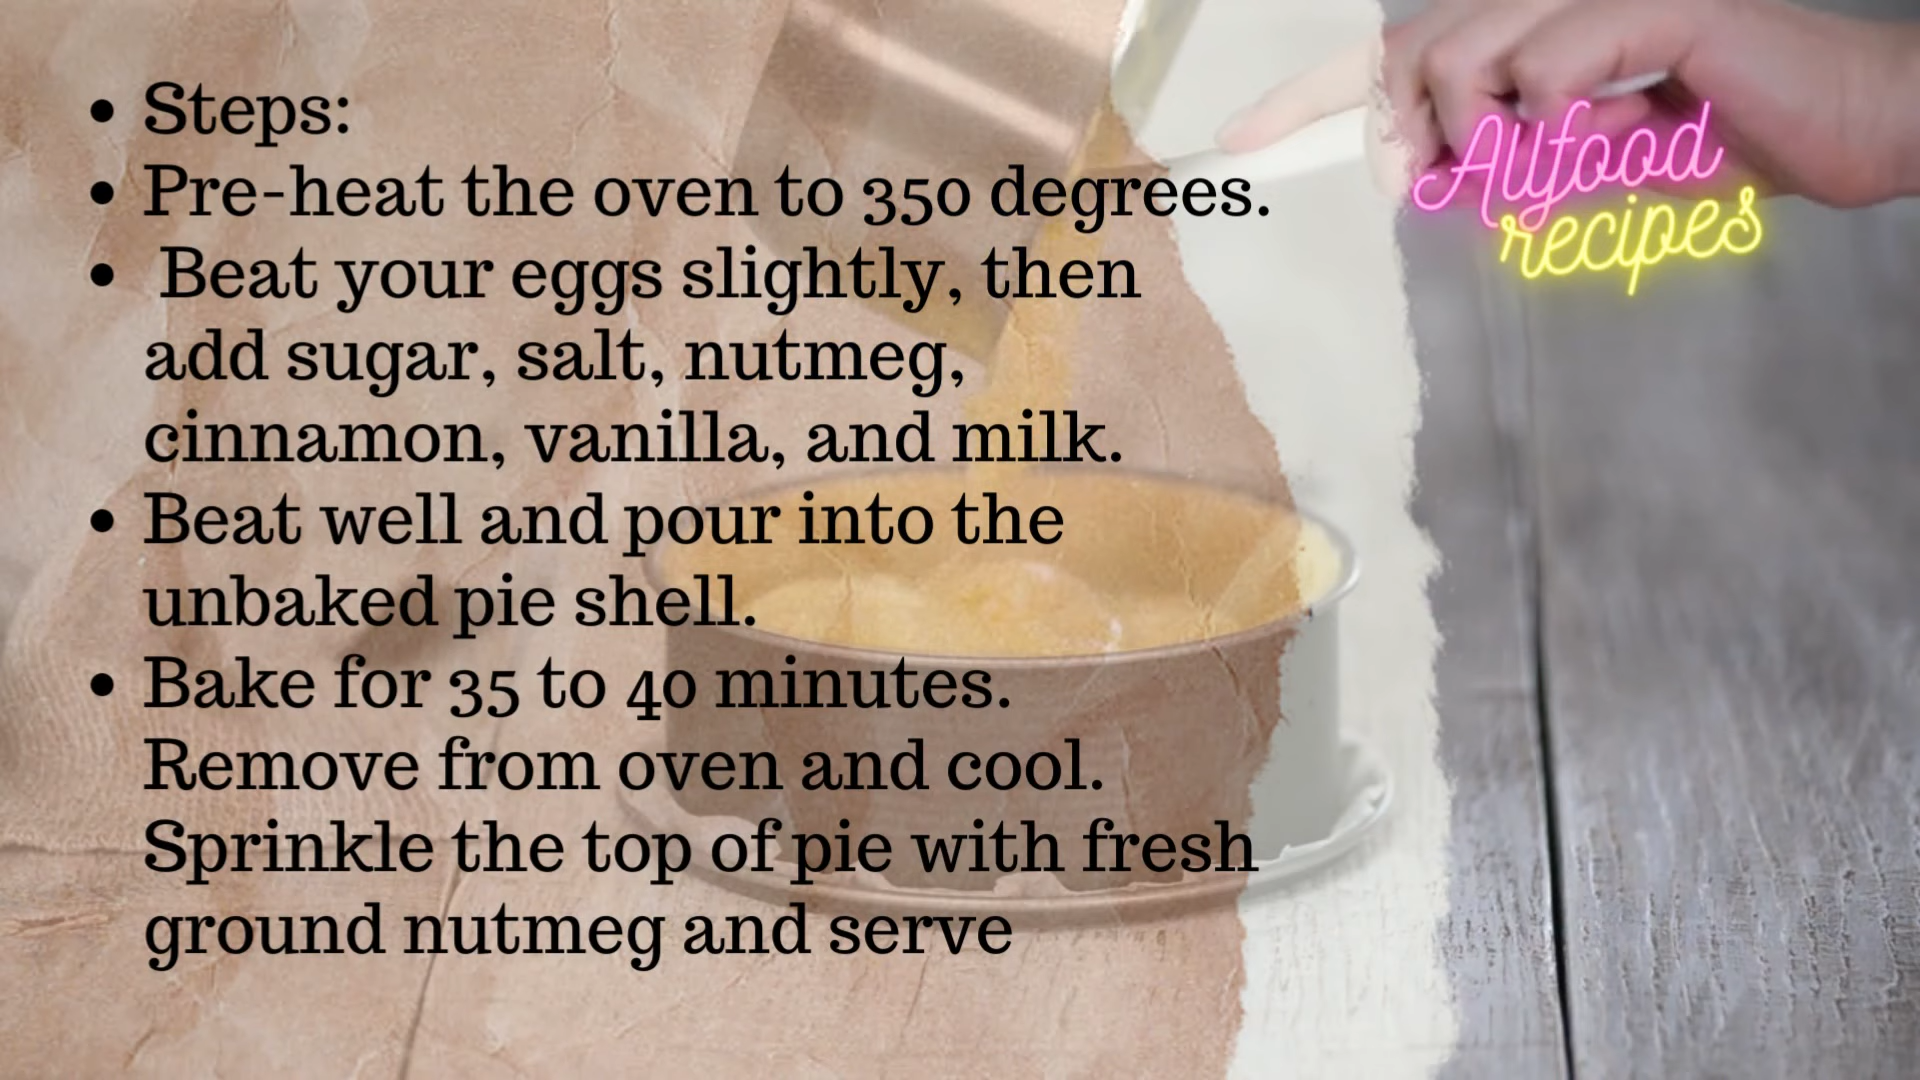 • Steps:
• Pre-heat the oven to 350 degrees.
• Beat your eggs slightly, then
add sugar, salt, nutmeg,
cinnamon, vanilla, and milk.
• Beat well and pour into the
unbaked pie shell.
• Bake for 35 to 40 minutes.
Remove from oven and cool.
Sprinkle the top of pie with fresh
ground nutmeg and serve
Allfood
recipes